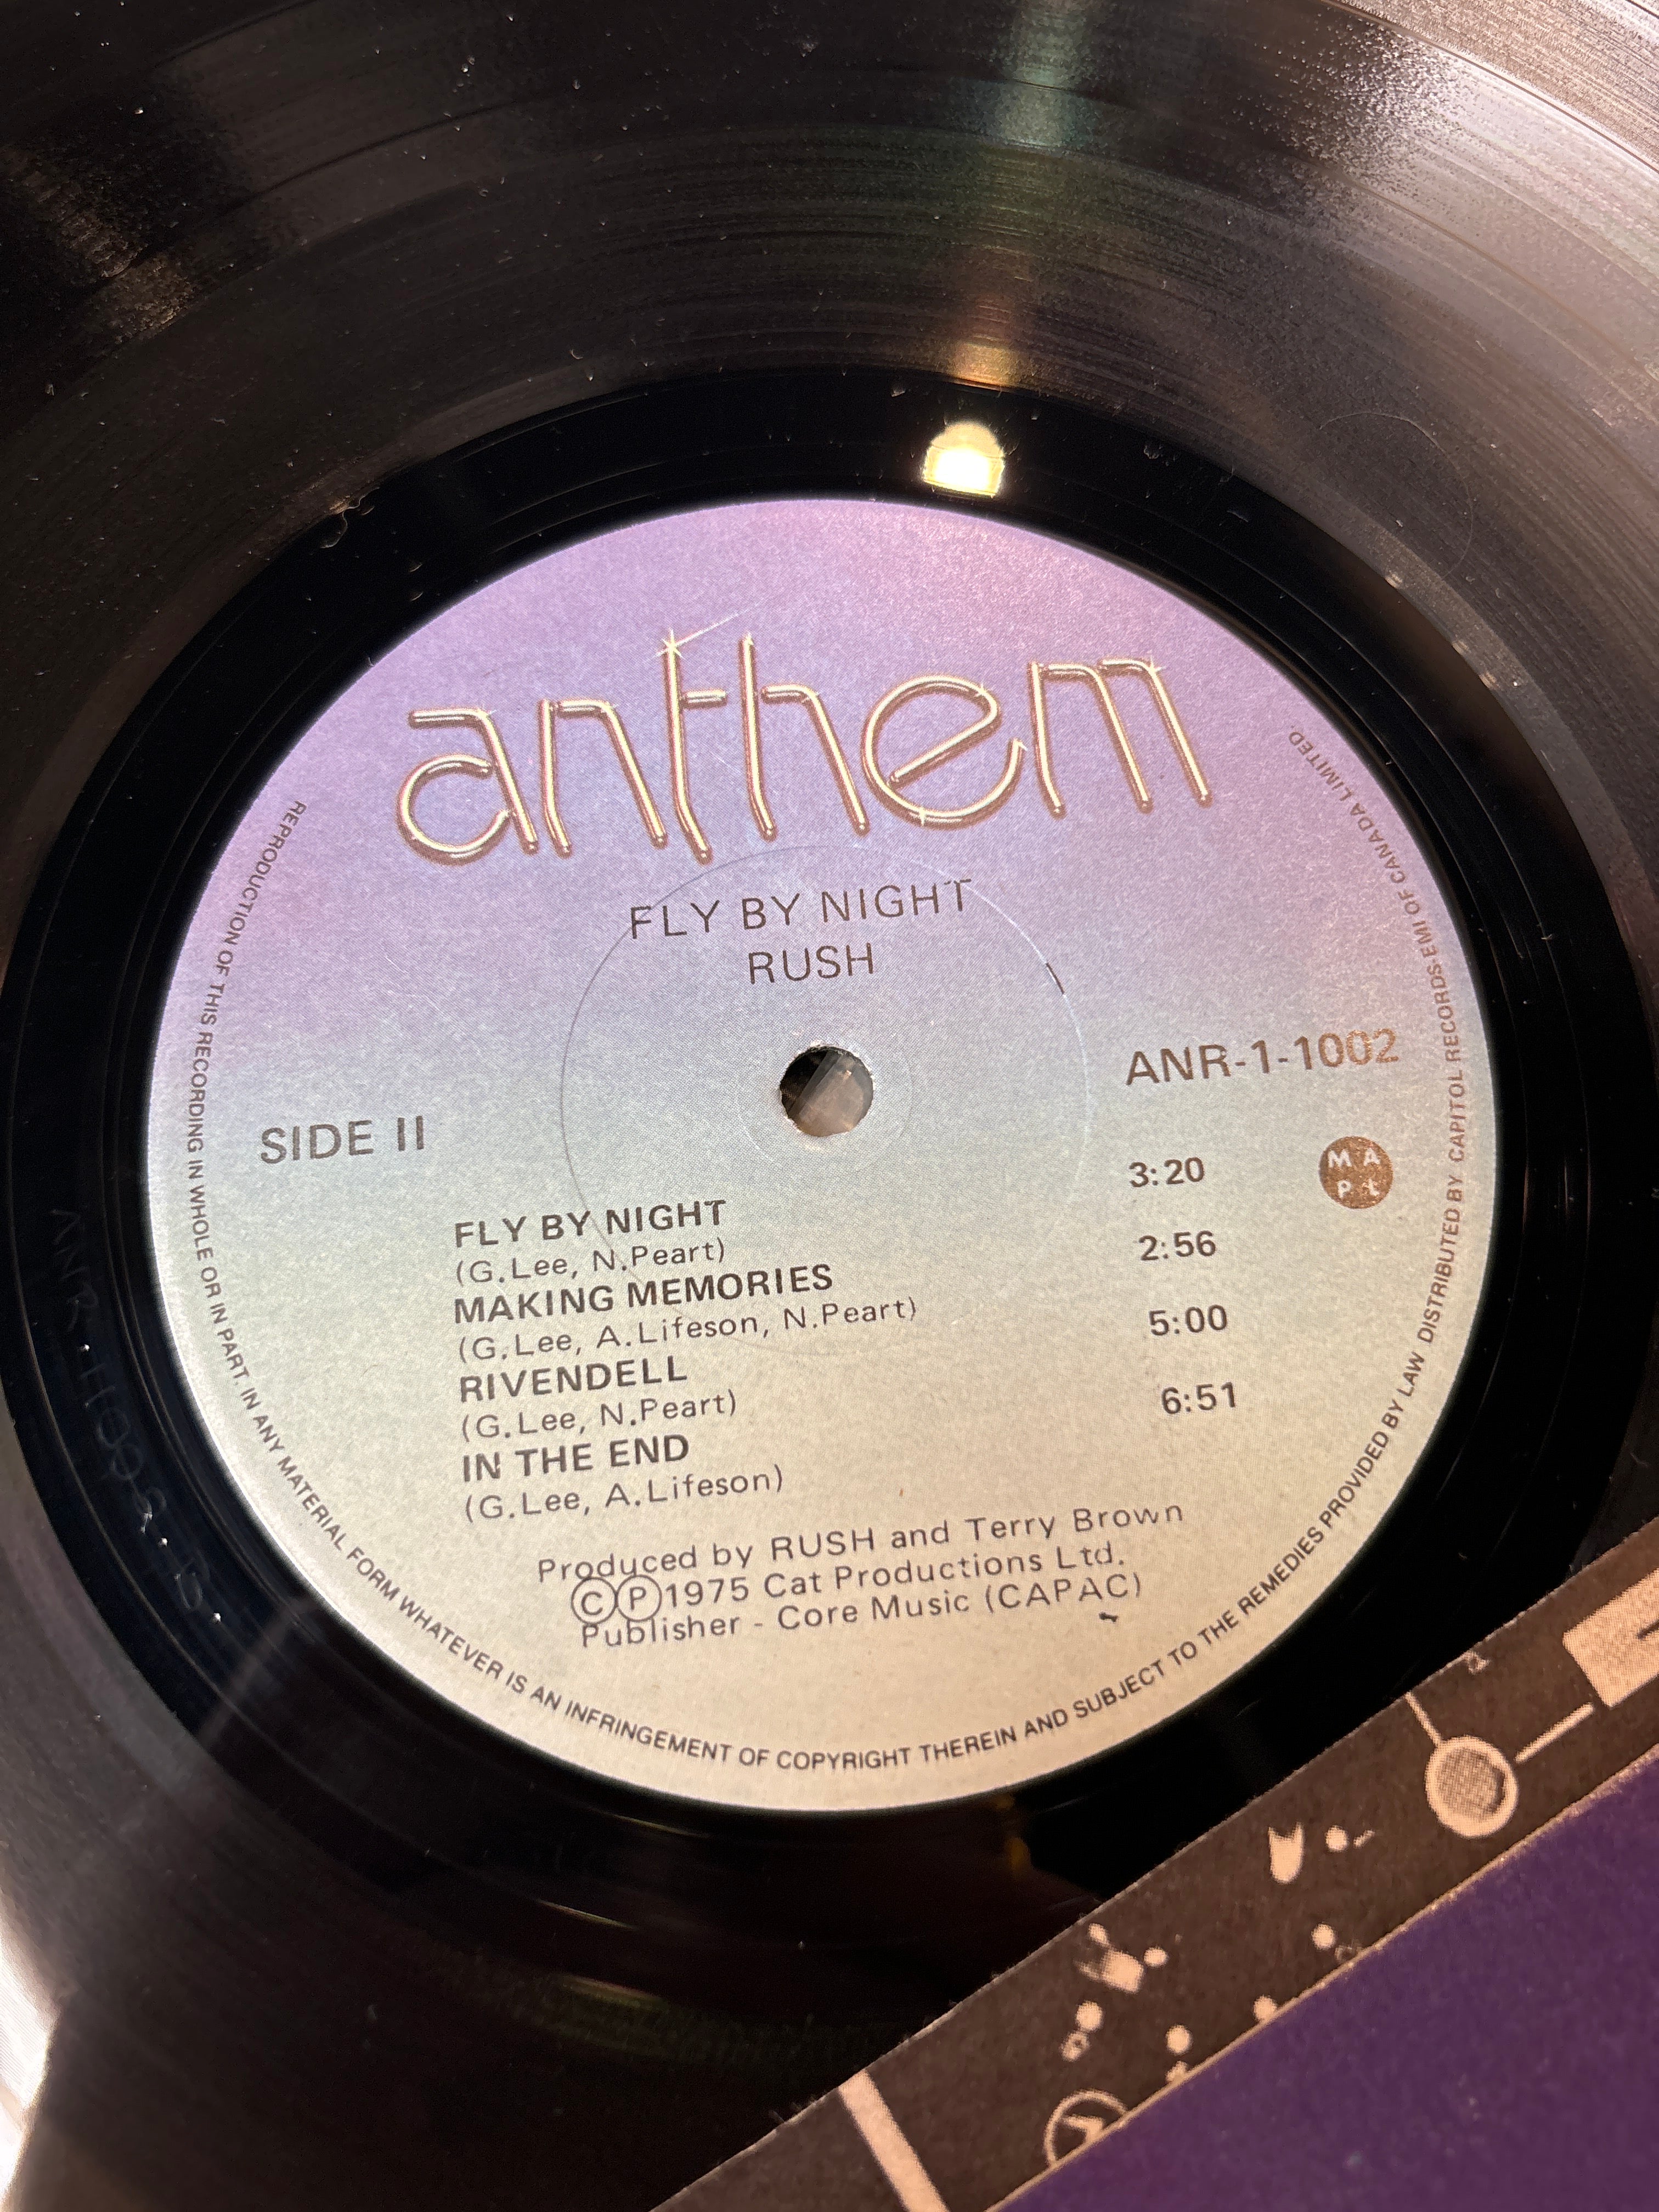 anthem
FLY BY NIGHT
RUSH
ANR-1-1002
SIDE II
M A
P L
FLY BY NIGHT 3:20
(G.Lee, N.Peart)
MAKING MEMORIES 2:56
(G.Lee, A.Lifeson, N.Peart)
RIVENDELL 5:00
(G.Lee, N.Peart)
IN THE END 6:51
(G.Lee, A.Lifeson)
Produced by RUSH and Terry Brown
©℗1975 Cat Productions Ltd.
Publisher - Core Music (CAPAC)
REPRODUCTION OF THIS RECORDING IN WHOLE OR IN PART. IN ANY MATERIAL FORM WHATEVER IS AN INFRINGEMENT OF COPYRIGHT THEREIN AND SUBJECT TO THE REMEDIES PROVIDED BY LAW DISTRIBUTED BY CAPITOL RECORDS-EMI OF CANADA LIMITED.